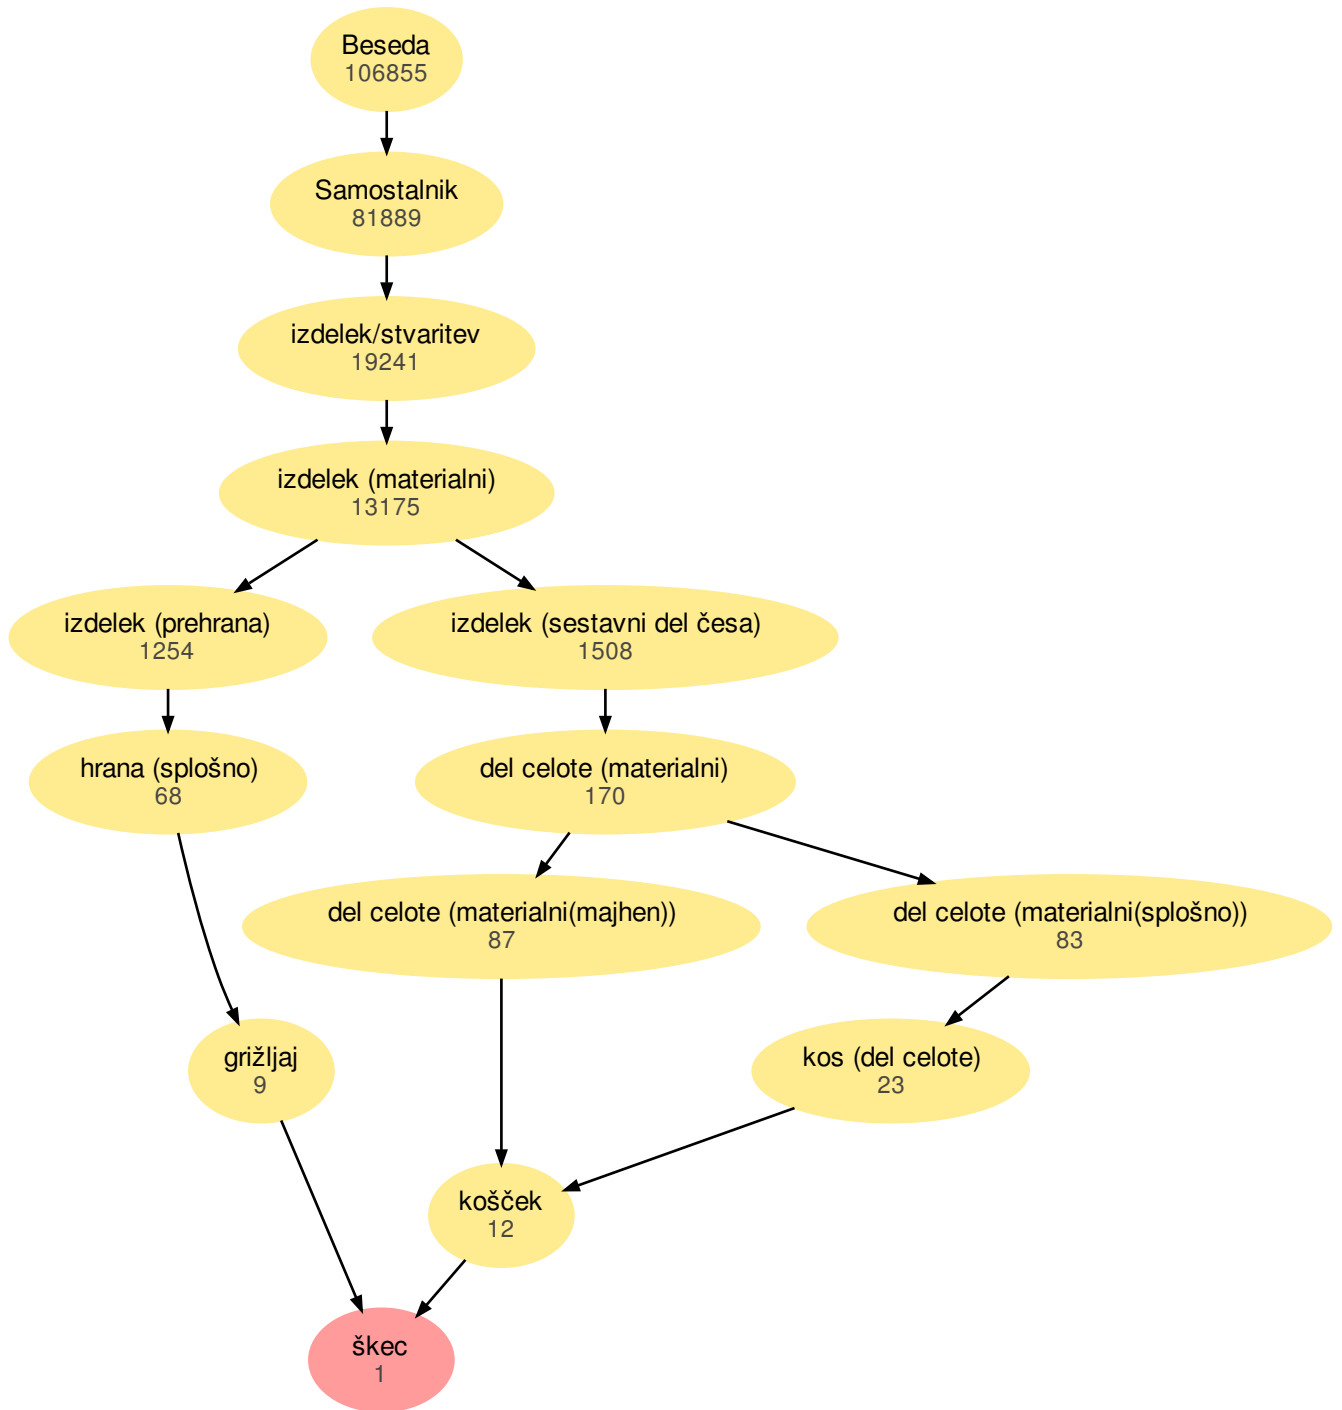 Beseda
106855
Samostalnik
81889
izdelek/stvaritev
19241
izdelek (materialni)
13175
izdelek (prehrana)
1254
izdelek (sestavni del česa)
1508
hrana (splošno)
68
del celote (materialni)
170
del celote (materialni(majhen))
87
del celote (materialni(splošno))
83
grižljaj
9
kos (del celote)
23
košček
12
škec
1